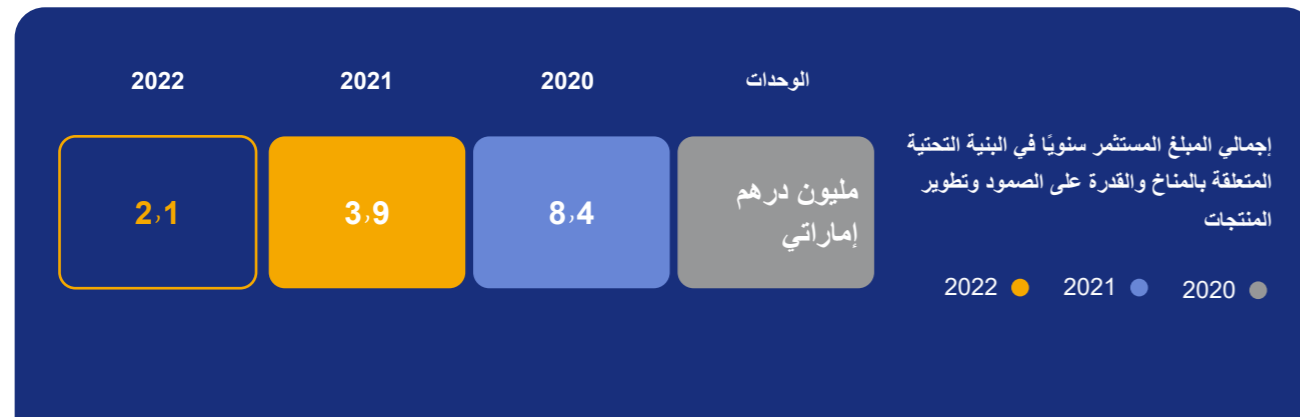 الوحدات 2020 2021 2022
إجمالي المبلغ المستثمر سنويًا في البنية التحتية
المتعلقة بالمناخ والقدرة على الصمود وتطوير
المنتجات
مليون درهم
إماراتي
8٫4 3٫9 2٫1
2020 2021 2022